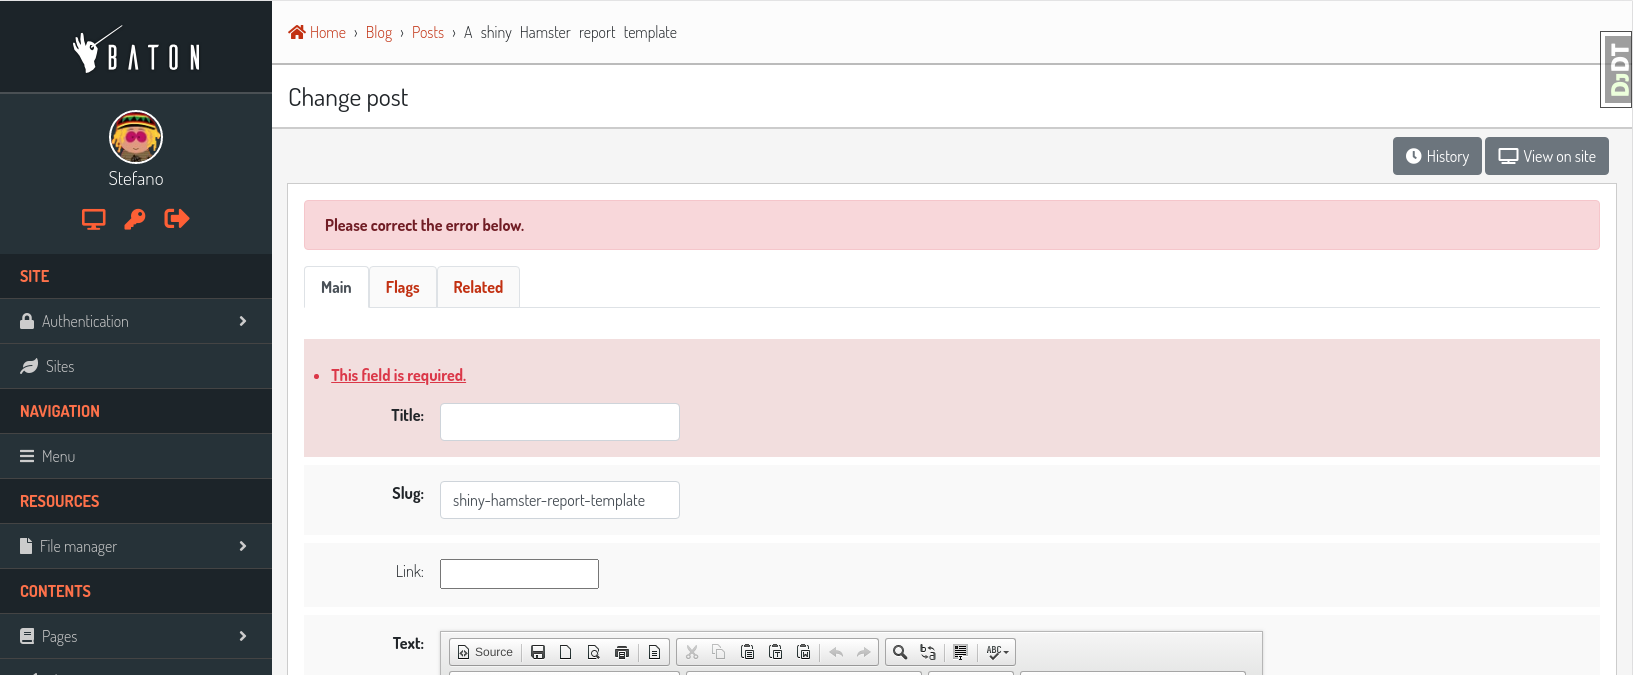 BATON
Stefano
SITE
Authentication
Sites
NAVIGATION
Menu
RESOURCES
File manager
CONTENTS
Pages
Home › Blog › Posts › A shiny Hamster report template
DjDT
Change post
History View on site
Please correct the error below.
Main Flags Related
This field is required.
Title:
Slug: shiny-hamster-report-template
Link:
Text:
Source
ABC